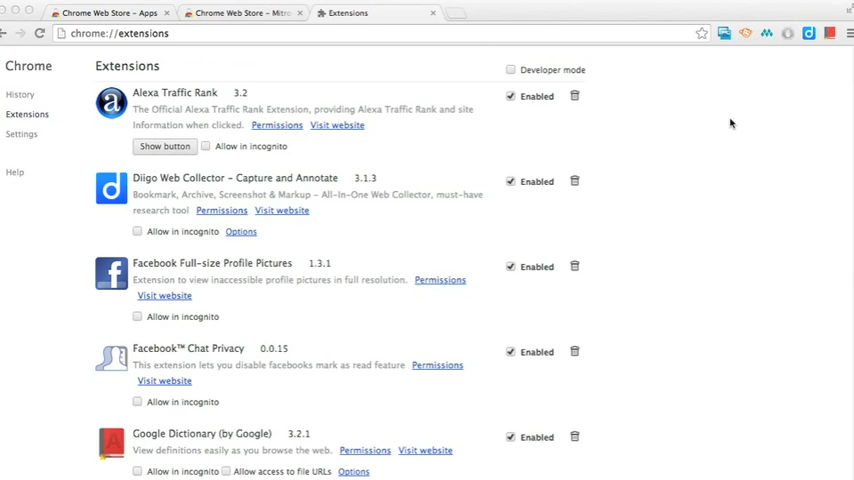 Chrome Web Store - Apps
Chrome Web Store - Mitro
Extensions
chrome://extensions
Chrome
Extensions
Developer mode
History
Extensions
Settings
Help
Alexa Traffic Rank 3.2
Enabled
The Official Alexa Traffic Rank Extension, providing Alexa Traffic Rank and site
Information when clicked. Permissions Visit website
Show button Allow in incognito
Diigo Web Collector - Capture and Annotate 3.1.3
Enabled
Bookmark, Archive, Screenshot & Markup - All-In-One Web Collector, must-have
research tool Permissions Visit website
Allow in incognito Options
Facebook Full-size Profile Pictures 1.3.1
Enabled
Extension to view inaccessible profile pictures in full resolution. Permissions
Visit website
Allow in incognito
Facebook™ Chat Privacy 0.0.15
Enabled
This extension lets you disable facebooks mark as read feature Permissions
Visit website
Allow in incognito
Google Dictionary (by Google) 3.2.1
Enabled
View definitions easily as you browse the web. Permissions Visit website
Allow in incognito Allow access to file URLs Options